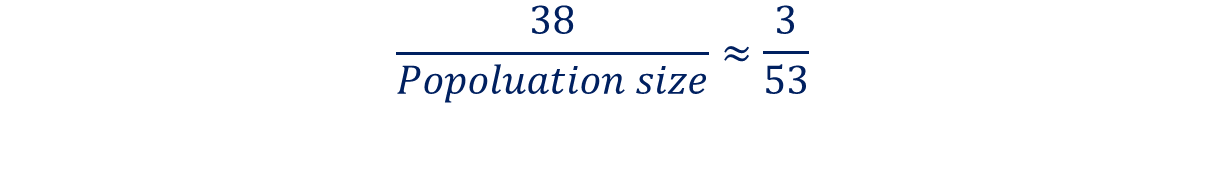 38 / Popoluation size ≈ 3 / 53